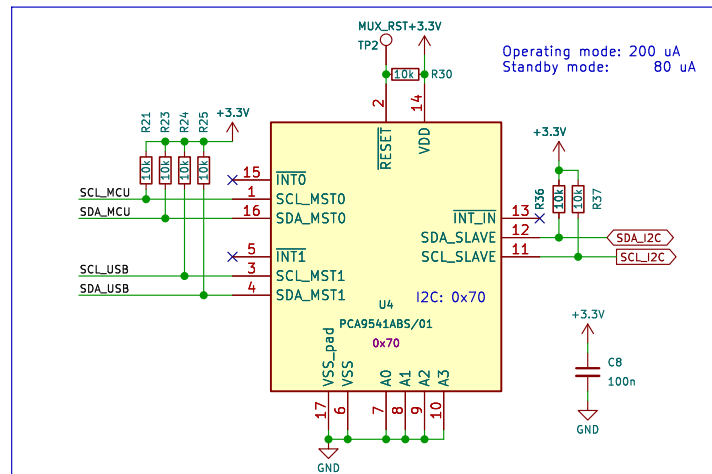 MUX_RST
+3.3V
TP2
Operating mode: 200 uA
Standby mode: 80 uA
10k
R30
2
14
R21
R23
R24
R25
+3.3V
10k
10k
10k
10k
RESET
VDD
+3.3V
R36
10k
10k
R37
15
INT0
SCL_MCU
1
SCL_MST0
SDA_MCU
16
SDA_MST0
INT_IN
13
SDA_SLAVE
12
SDA_I2C
SCL_SLAVE
11
SCL_I2C
5
INT1
SCL_USB
3
SCL_MST1
SDA_USB
4
SDA_MST1
I2C: 0x70
U4
PCA9541ABS/01
0x70
+3.3V
C8
100n
GND
VSS_pad
VSS
A0
A1
A2
A3
17
6
7
8
9
10
GND